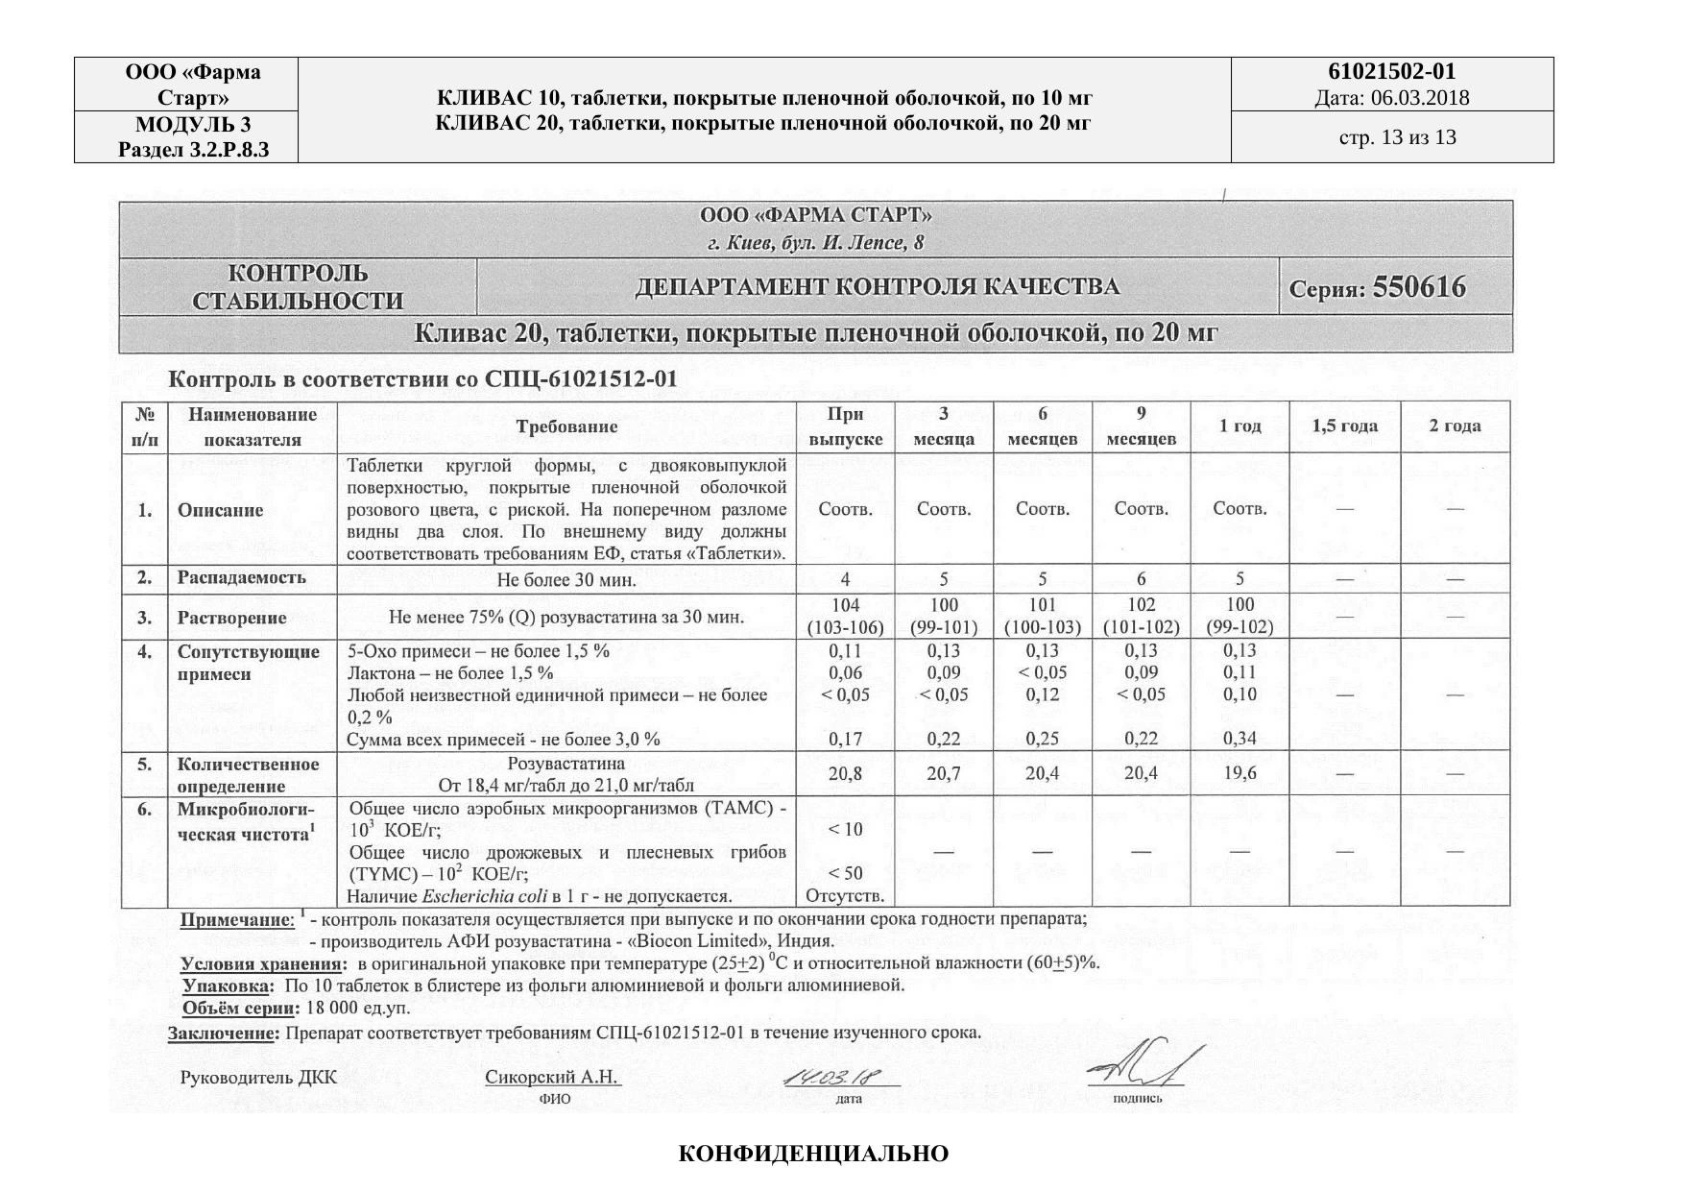 ООО «Фарма
Старт»
МОДУЛЬ 3
Раздел 3.2.Р.8.3
КЛИВАС 10, таблетки, покрытые пленочной оболочкой, по 10 мг
КЛИВАС 20, таблетки, покрытые пленочной оболочкой, по 20 мг
61021502-01
Дата: 06.03.2018
стр. 13 из 13
ООО «ФАРМА СТАРТ»
г. Киев, бул. И. Лепсе, 8
КОНТРОЛЬ
СТАБИЛЬНОСТИ
ДЕПАРТАМЕНТ КОНТРОЛЯ КАЧЕСТВА
Серия: 550616
Кливас 20, таблетки, покрытые пленочной оболочкой, по 20 мг
Контроль в соответствии со СПЦ-61021512-01
№ п/п
Наименование показателя
Требование
При выпуске
3 месяца
6 месяцев
9 месяцев
1 год
1,5 года
2 года
1.
Описание
Таблетки круглой формы, с двояковыпуклой
поверхностью, покрытые пленочной оболочкой
розового цвета, с риской. На поперечном разломе
видны два слоя. По внешнему виду должны
соответствовать требованиям ЕФ, статья «Таблетки».
Соотв. Соотв. Соотв. Соотв. Соотв. — —
2. Распадаемость
Не более 30 мин.
4 5 5 6 5 — —
3. Растворение
Не менее 75% (Q) розувастатина за 30 мин.
104 100 101 102 100
(103-106) (99-101) (100-103) (101-102) (99-102) — —
4. Сопутствующие
примеси
5-Охо примеси – не более 1,5 % 0,11 0,13 0,13 0,13 0,13
Лактона – не более 1,5 % 0,06 0,09 < 0,05 0,09 0,11
Любой неизвестной единичной примеси – не более < 0,05 < 0,05 0,12 < 0,05 0,10 — —
0,2 %
Сумма всех примесей - не более 3,0 % 0,17 0,22 0,25 0,22 0,34
5. Количественное
определение
Розувастатина
От 18,4 мг/табл до 21,0 мг/табл
20,8 20,7 20,4 20,4 19,6 — —
6. Микробиологи-
ческая чистота¹
Общее число аэробных микроорганизмов (TAMC) -
10³ КОЕ/г; < 10
Общее число дрожжевых и плесневых грибов — — — — — —
(TYMC) – 10² КОЕ/г; < 50
Наличие Escherichia coli в 1 г - не допускается. Отсутств.
Примечание: ¹ - контроль показателя осуществляется при выпуске и по окончании срока годности препарата;
- производитель АФИ розувастатина - «Biocon Limited», Индия.
Условия хранения: в оригинальной упаковке при температуре (25±2) ⁰С и относительной влажности (60±5)%.
Упаковка: По 10 таблеток в блистере из фольги алюминиевой и фольги алюминиевой.
Объём серии: 18 000 ед.уп.
Заключение: Препарат соответствует требованиям СПЦ-61021512-01 в течение изученного срока.
Руководитель ДКК Сикорский А.Н. 14.03.18
ФИО дата подпись
КОНФИДЕНЦИАЛЬНО